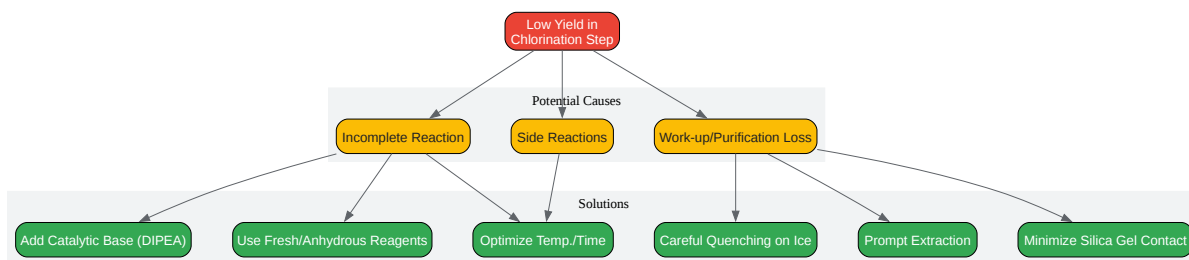 Low Yield in
Chlorination Step
Potential Causes
Incomplete Reaction
Side Reactions
Work-up/Purification Loss
Solutions
Add Catalytic Base (DIPEA)
Use Fresh/Anhydrous Reagents
Optimize Temp./Time
Careful Quenching on Ice
Prompt Extraction
Minimize Silica Gel Contact